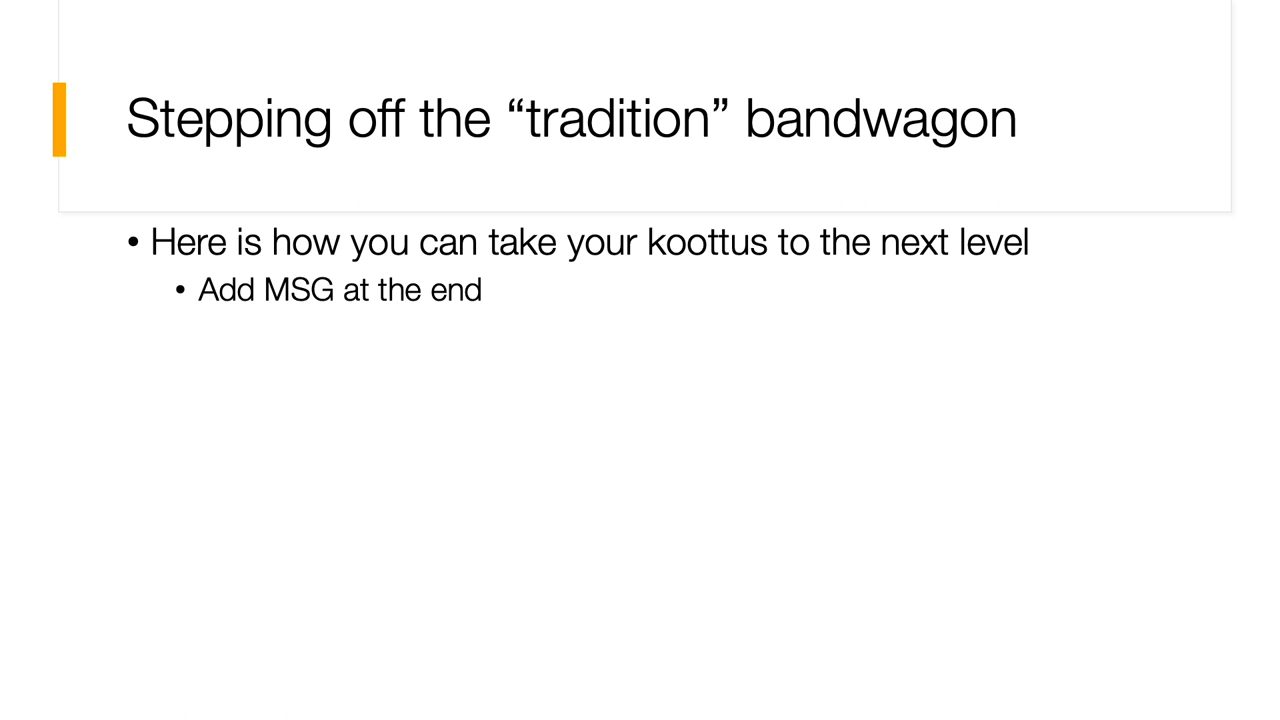 Stepping off the “tradition” bandwagon
• Here is how you can take your koottus to the next level
• Add MSG at the end